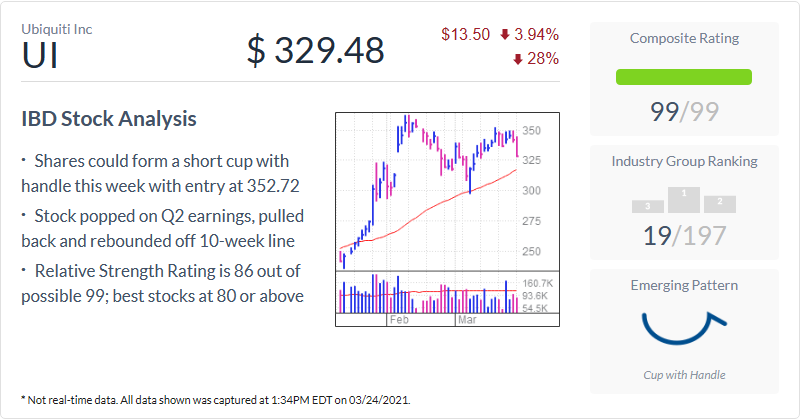 Ubiquiti Inc
UI
$ 329.48
$13.50 3.94%
28%
IBD Stock Analysis
· Shares could form a short cup with
handle this week with entry at 352.72
· Stock popped on Q2 earnings, pulled
back and rebounded off 10-week line
· Relative Strength Rating is 86 out of
possible 99; best stocks at 80 or above
350
325
300
275
250
160.7K
93.6K
54.5K
Feb Mar
Composite Rating
99/99
Industry Group Ranking
3 1 2
19/197
Emerging Pattern
Cup with Handle
* Not real-time data. All data shown was captured at 1:34PM EDT on 03/24/2021.